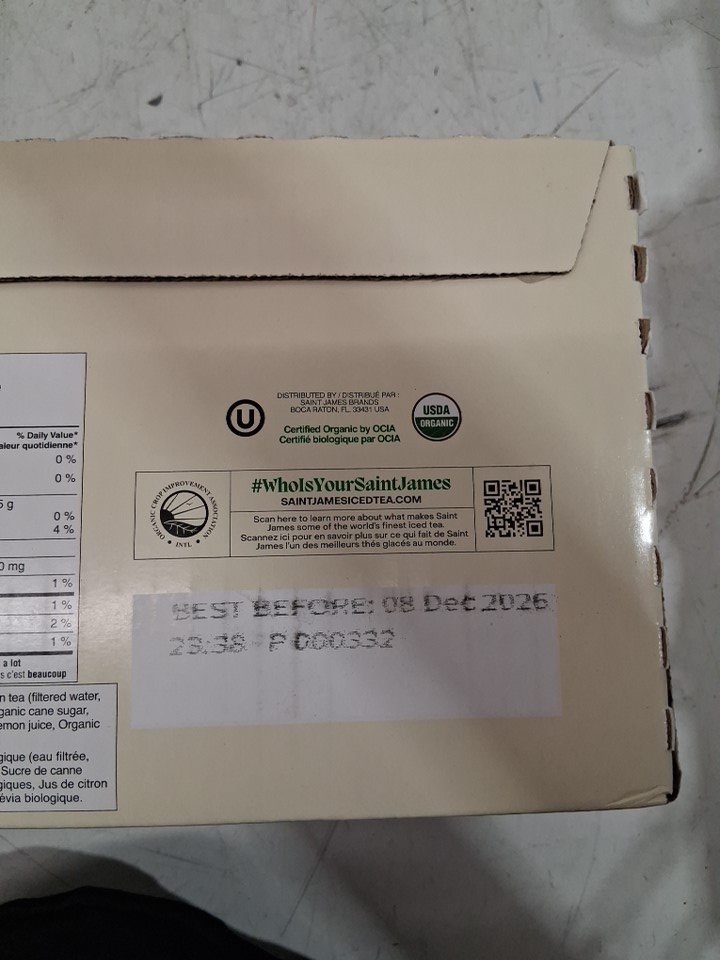 % Daily Value*
aleur quotidienne*
0 %
0 %
5 g
0 %
4 %
0 mg
1 %
1 %
2 %
1 %
a lot
s c'est beaucoup
n tea (filtered water,
ganic cane sugar,
emon juice, Organic
gique (eau filtrée,
Sucre de canne
giques, Jus de citron
évia biologique.
U
DISTRIBUTED BY / DISTRIBUÉ PAR :
SAINT JAMES BRANDS
BOCA RATON, FL. 33431 USA
Certified Organic by OCIA
Certifié biologique par OCIA
USDA
ORGANIC
ORGANIC CROP IMPROVEMENT ASSOCIATION
• INTL •
#WhoIsYourSaintJames
SAINTJAMESICEDTEA.COM
Scan here to learn more about what makes Saint
James some of the world's finest iced tea.
Scannez ici pour en savoir plus sur ce qui fait de Saint
James l'un des meilleurs thés glacés au monde.
BEST BEFORE: 08 Dec 2026
23:38 P 000332